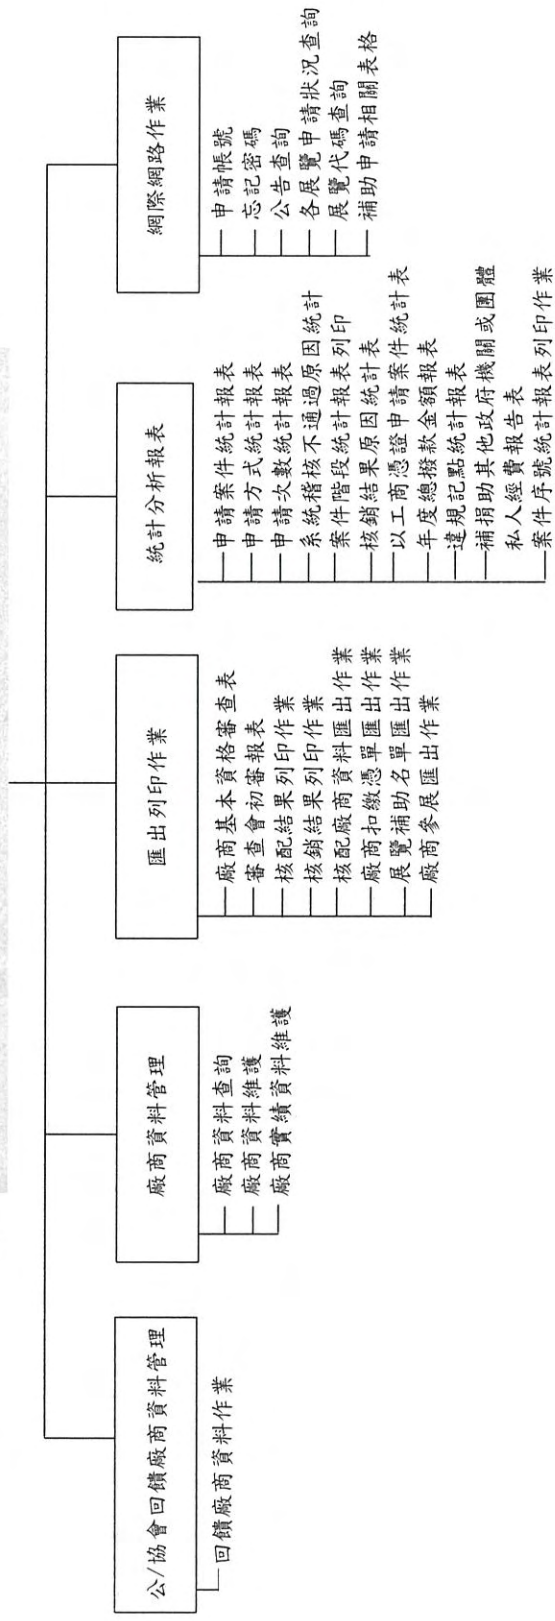 公/協會回饋廠商資料管理
回饋廠商資料作業
廠商資料管理
廠商資料查詢
廠商資料維護
廠商實績資料維護
匯出列印作業
廠商基本資格審查表
審查會初審報表
核配結果列印作業
核銷結果列印作業
核配廠商資料匯出作業
廠商扣繳憑單匯出作業
展覽補助名單匯出作業
廠商參展匯出作業
統計分析報表
申請案件統計報表
申請方式統計報表
申請次數統計報表
系統稽核不通過原因統計
案件階段統計報表列印
核銷結果原因統計表
以工商憑證申請案件統計表
年度總撥款金額報表
違規記點統計報表
補捐助其他政府機關或團體
私人經費報告表
案件序號統計報表列印作業
網際網路作業
申請帳號
忘記密碼
公告查詢
各展覽申請狀況查詢
展覽代碼查詢
補助申請相關表格